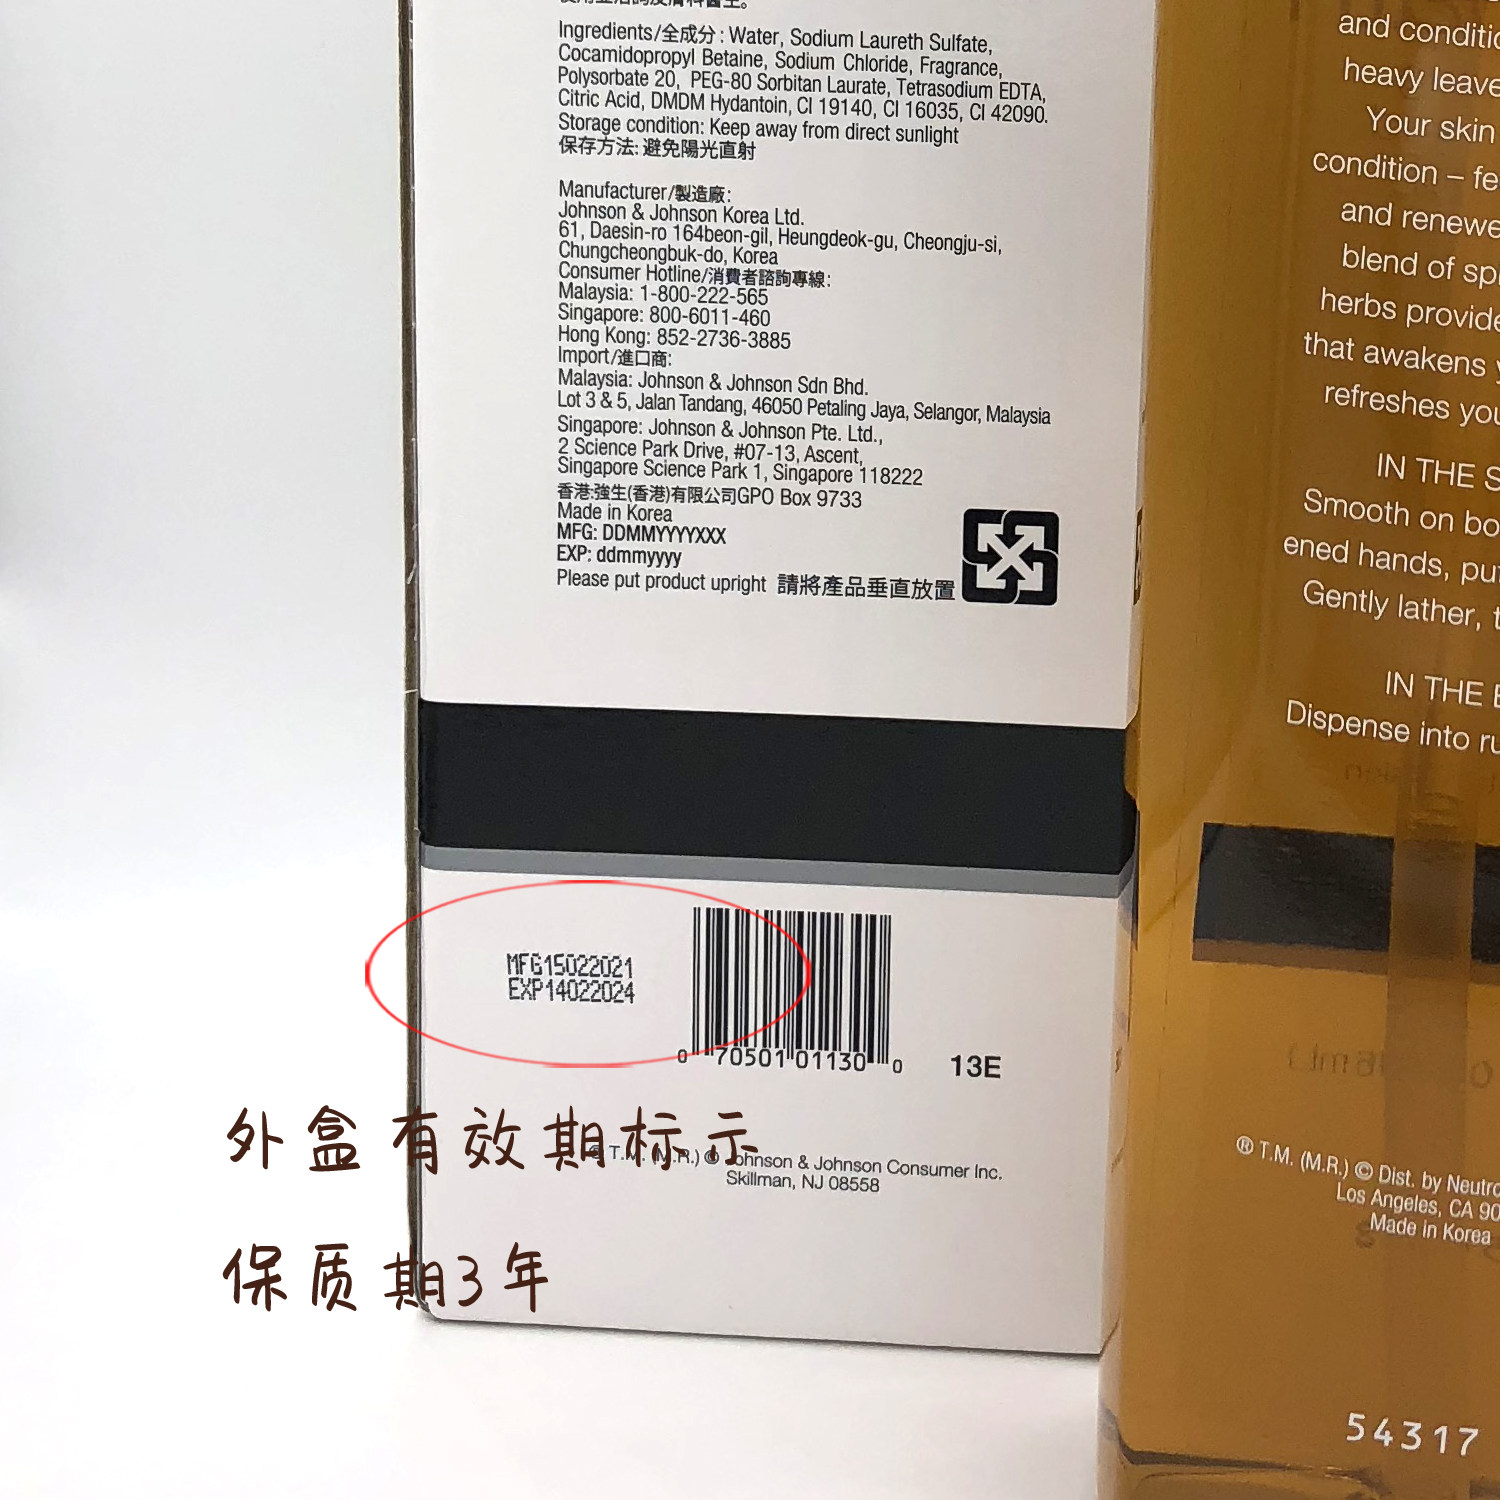 Ingredients/全成分 : Water, Sodium Laureth Sulfate,
Cocamidopropyl Betaine, Sodium Chloride, Fragrance,
Polysorbate 20, PEG-80 Sorbitan Laurate, Tetrasodium EDTA,
Citric Acid, DMDM Hydantoin, CI 19140, CI 16035, CI 42090.
Storage condition: Keep away from direct sunlight
保存方法: 避免陽光直射
Manufacturer/製造廠:
Johnson & Johnson Korea Ltd.
61, Daesin-ro 164beon-gil, Heungdeok-gu, Cheongju-si,
Chungcheongbuk-do, Korea
Consumer Hotline/消費者諮詢專線:
Malaysia: 1-800-222-565
Singapore: 800-6011-460
Hong Kong: 852-2736-3885
Import/進口商:
Malaysia: Johnson & Johnson Sdn Bhd.
Lot 3 & 5, Jalan Tandang, 46050 Petaling Jaya, Selangor, Malaysia
Singapore: Johnson & Johnson Pte. Ltd.,
2 Science Park Drive, #07-13, Ascent,
Singapore Science Park 1, Singapore 118222
香港:強生(香港)有限公司GPO Box 9733
Made in Korea
MFG: DDMMYYYYXXX
EXP: ddmmyyyy
Please put product upright 請將產品垂直放置
MFG15022021
EXP14022024
0 70501 01130 0
13E
外盒有效期标示
® T.M. (M.R.) © Johnson & Johnson Consumer Inc.
Skillman, NJ 08558
保质期3年
and conditio
heavy leave
Your skin
condition – fe
and renewe
blend of sp
herbs provide
that awakens y
refreshes you
IN THE S
Smooth on bo
ened hands, put
Gently lather, t
IN THE
Dispense into ru
® T.M. (M.R.) © Dist. by Neutro
Los Angeles, CA 90
Made in Korea
54317